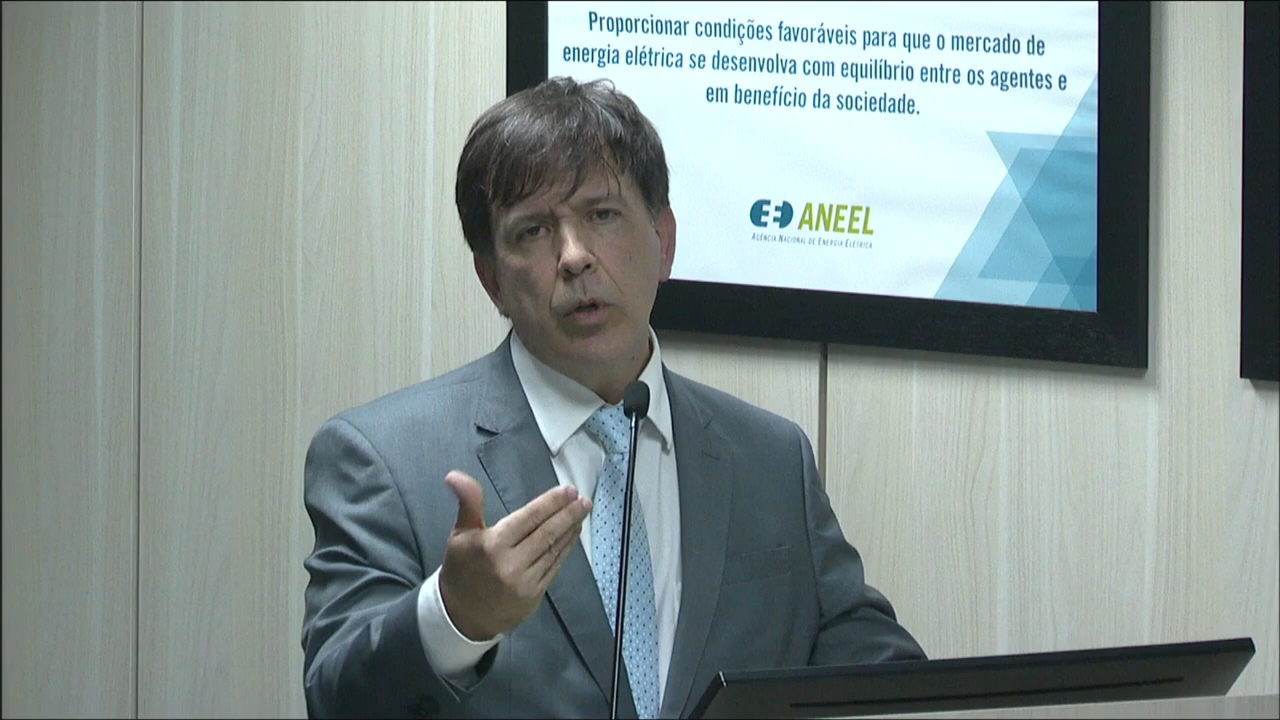 Proporcionar condições favoráveis para que o mercado de
energia elétrica se desenvolva com equilíbrio entre os agentes e
em benefício da sociedade.
ANEEL
AGÊNCIA NACIONAL DE ENERGIA ELÉTRICA